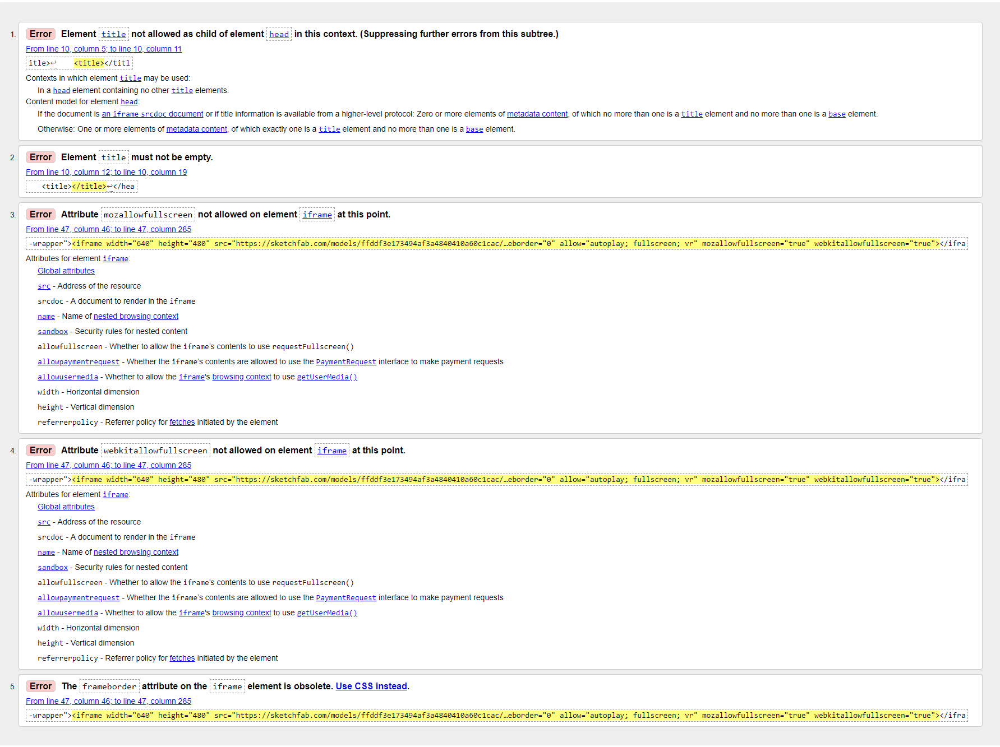 1. Error Element title not allowed as child of element head in this context. (Suppressing further errors from this subtree.)
From line 10, column 5; to line 10, column 11
itle>↩    <title></titl
Contexts in which element title may be used:
In a head element containing no other title elements.
Content model for element head:
If the document is an iframe srcdoc document or if title information is available from a higher-level protocol: Zero or more elements of metadata content, of which no more than one is a title element and no more than one is a base element.
Otherwise: One or more elements of metadata content, of which exactly one is a title element and no more than one is a base element.
2. Error Element title must not be empty.
From line 10, column 12; to line 10, column 19
<title></title>↩</hea
3. Error Attribute mozallowfullscreen not allowed on element iframe at this point.
From line 47, column 46; to line 47, column 285
-wrapper"><iframe width="640" height="480" src="https://sketchfab.com/models/ffddf3e173494af3a4840410a60c1cac/…eborder="0" allow="autoplay; fullscreen; vr" mozallowfullscreen="true" webkitallowfullscreen="true"></ifra
Attributes for element iframe:
Global attributes
src - Address of the resource
srcdoc - A document to render in the iframe
name - Name of nested browsing context
sandbox - Security rules for nested content
allowfullscreen - Whether to allow the iframe's contents to use requestFullscreen()
allowpaymentrequest - Whether the iframe's contents are allowed to use the PaymentRequest interface to make payment requests
allowusermedia - Whether to allow the iframe's browsing context to use getUserMedia()
width - Horizontal dimension
height - Vertical dimension
referrerpolicy - Referrer policy for fetches initiated by the element
4. Error Attribute webkitallowfullscreen not allowed on element iframe at this point.
From line 47, column 46; to line 47, column 285
-wrapper"><iframe width="640" height="480" src="https://sketchfab.com/models/ffddf3e173494af3a4840410a60c1cac/…eborder="0" allow="autoplay; fullscreen; vr" mozallowfullscreen="true" webkitallowfullscreen="true"></ifra
Attributes for element iframe:
Global attributes
src - Address of the resource
srcdoc - A document to render in the iframe
name - Name of nested browsing context
sandbox - Security rules for nested content
allowfullscreen - Whether to allow the iframe's contents to use requestFullscreen()
allowpaymentrequest - Whether the iframe's contents are allowed to use the PaymentRequest interface to make payment requests
allowusermedia - Whether to allow the iframe's browsing context to use getUserMedia()
width - Horizontal dimension
height - Vertical dimension
referrerpolicy - Referrer policy for fetches initiated by the element
5. Error The frameborder attribute on the iframe element is obsolete. Use CSS instead.
From line 47, column 46; to line 47, column 285
-wrapper"><iframe width="640" height="480" src="https://sketchfab.com/models/ffddf3e173494af3a4840410a60c1cac/…eborder="0" allow="autoplay; fullscreen; vr" mozallowfullscreen="true" webkitallowfullscreen="true"></ifra